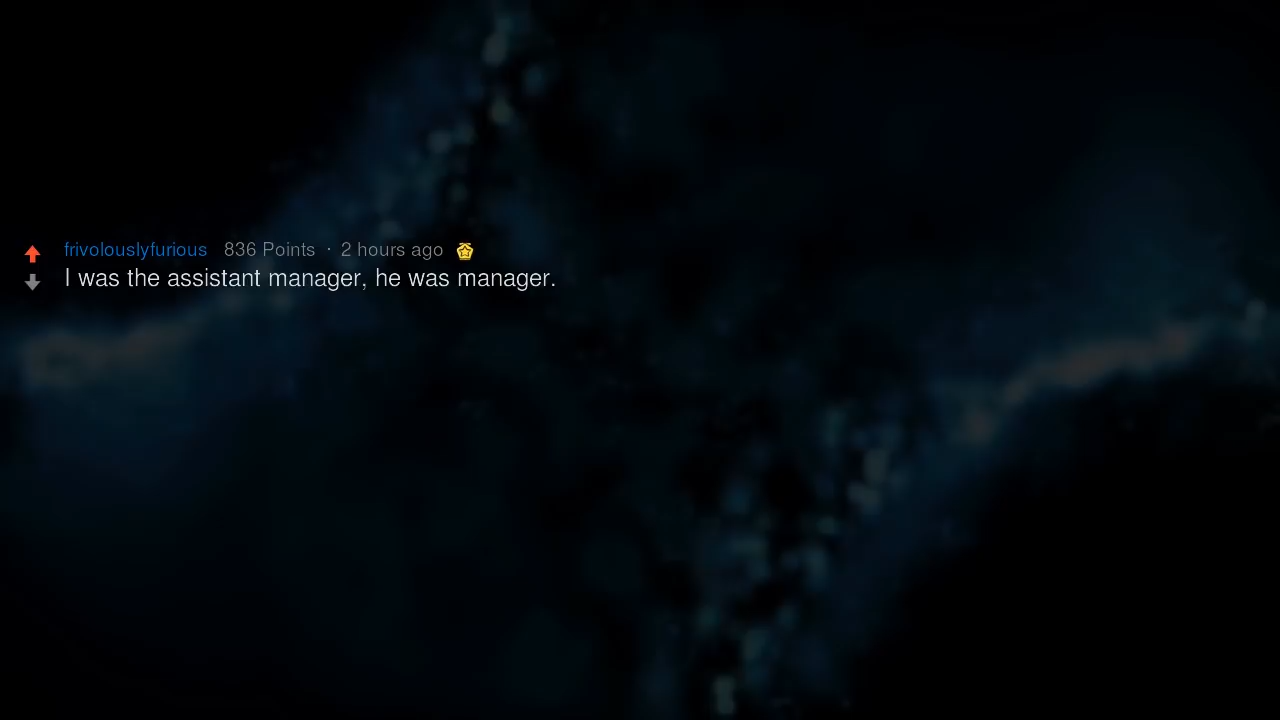 frivolouslyfurious 836 Points · 2 hours ago
I was the assistant manager, he was manager.